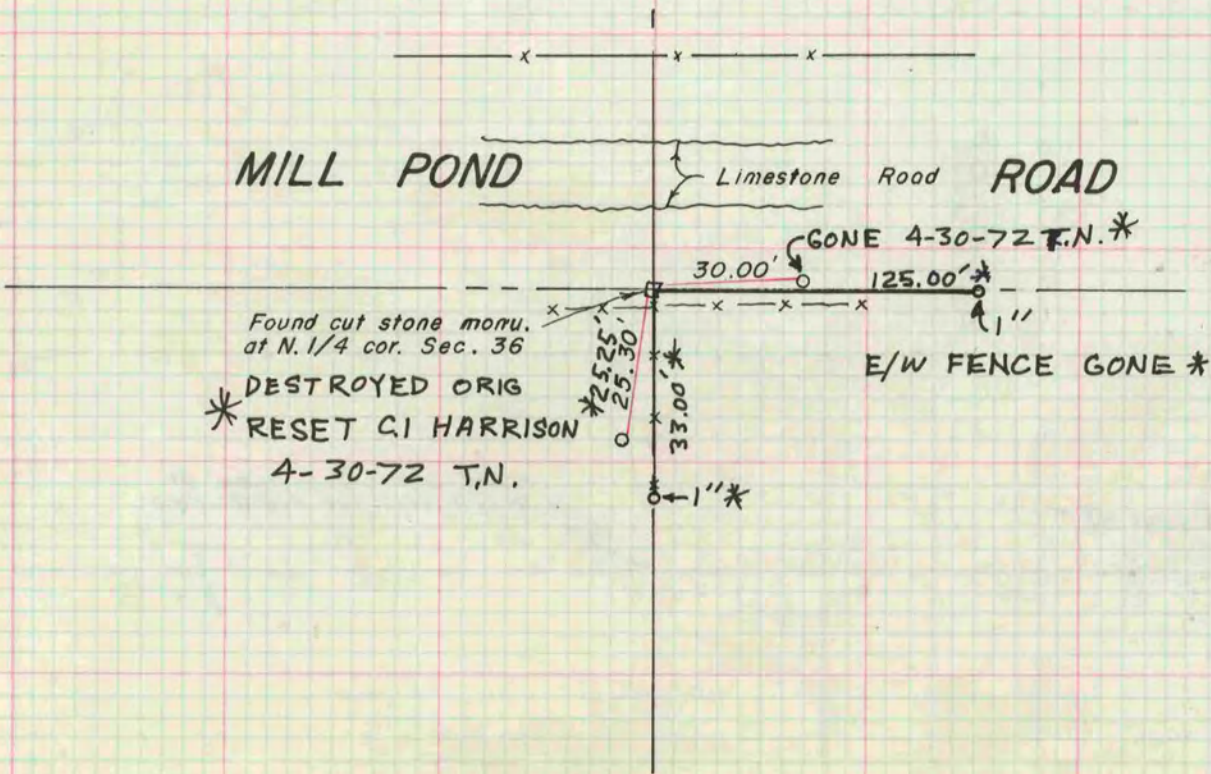 MILL POND
Limestone Road
ROAD
GONE 4-30-72 T.N. *
30.00'
125.00' *
1"
E/W FENCE GONE *
Found cut stone monu.
at N. 1/4 cor. Sec. 36
* DESTROYED ORIG
RESET C.I HARRISON
4-30-72 T.N.
* 25.25'
25.30'
33.00' *
1" *